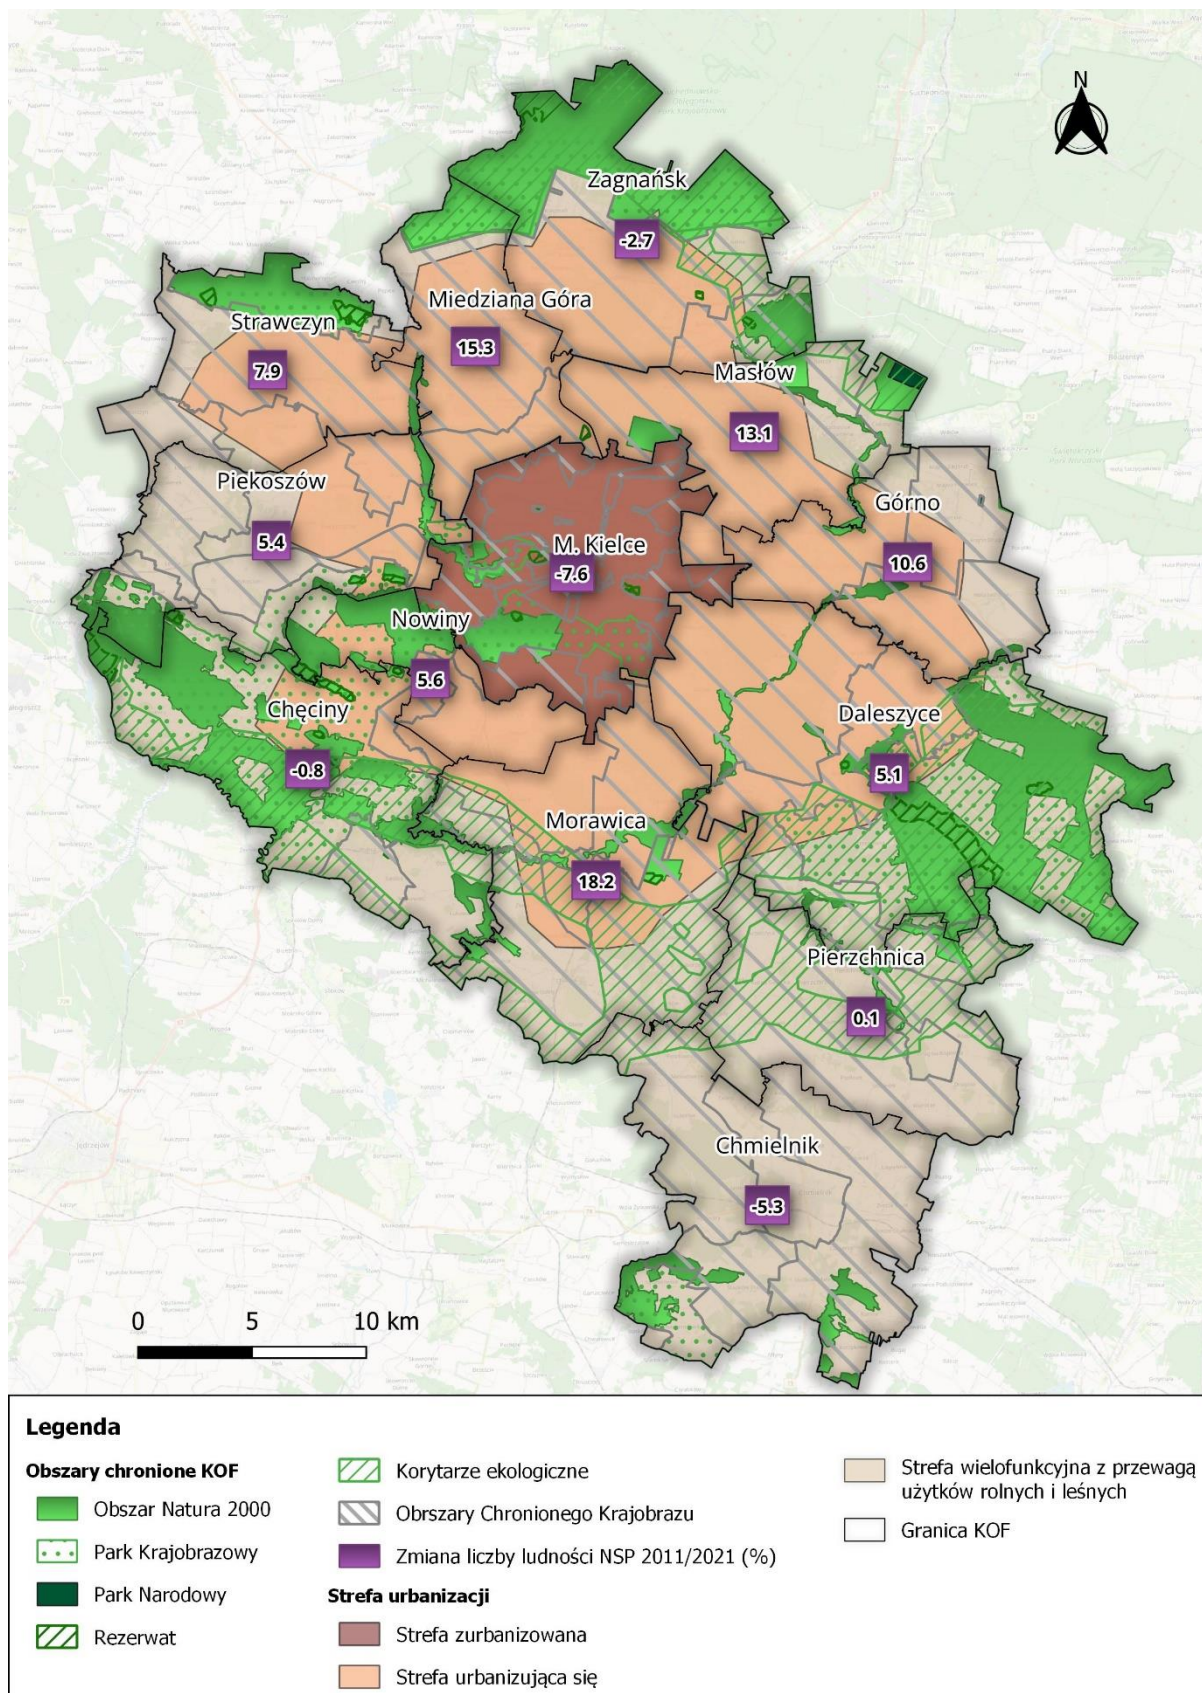 N
Zagnańsk
-2.7
Miedziana Góra
15.3
Strawczyn
7.9
Masłów
13.1
Piekoszów
5.4
Górno
10.6
M. Kielce
-7.6
Nowiny
5.6
Chęciny
-0.8
Daleszyce
5.1
Morawica
18.2
Pierzchnica
0.1
Chmielnik
-5.3
0 5 10 km
Legenda
Obszary chronione KOF
Obszar Natura 2000
Park Krajobrazowy
Park Narodowy
Rezerwat
Korytarze ekologiczne
Obrszary Chronionego Krajobrazu
Zmiana liczby ludności NSP 2011/2021 (%)
Strefa urbanizacji
Strefa zurbanizowana
Strefa urbanizująca się
Strefa wielofunkcyjna z przewagą
użytków rolnych i leśnych
Granica KOF